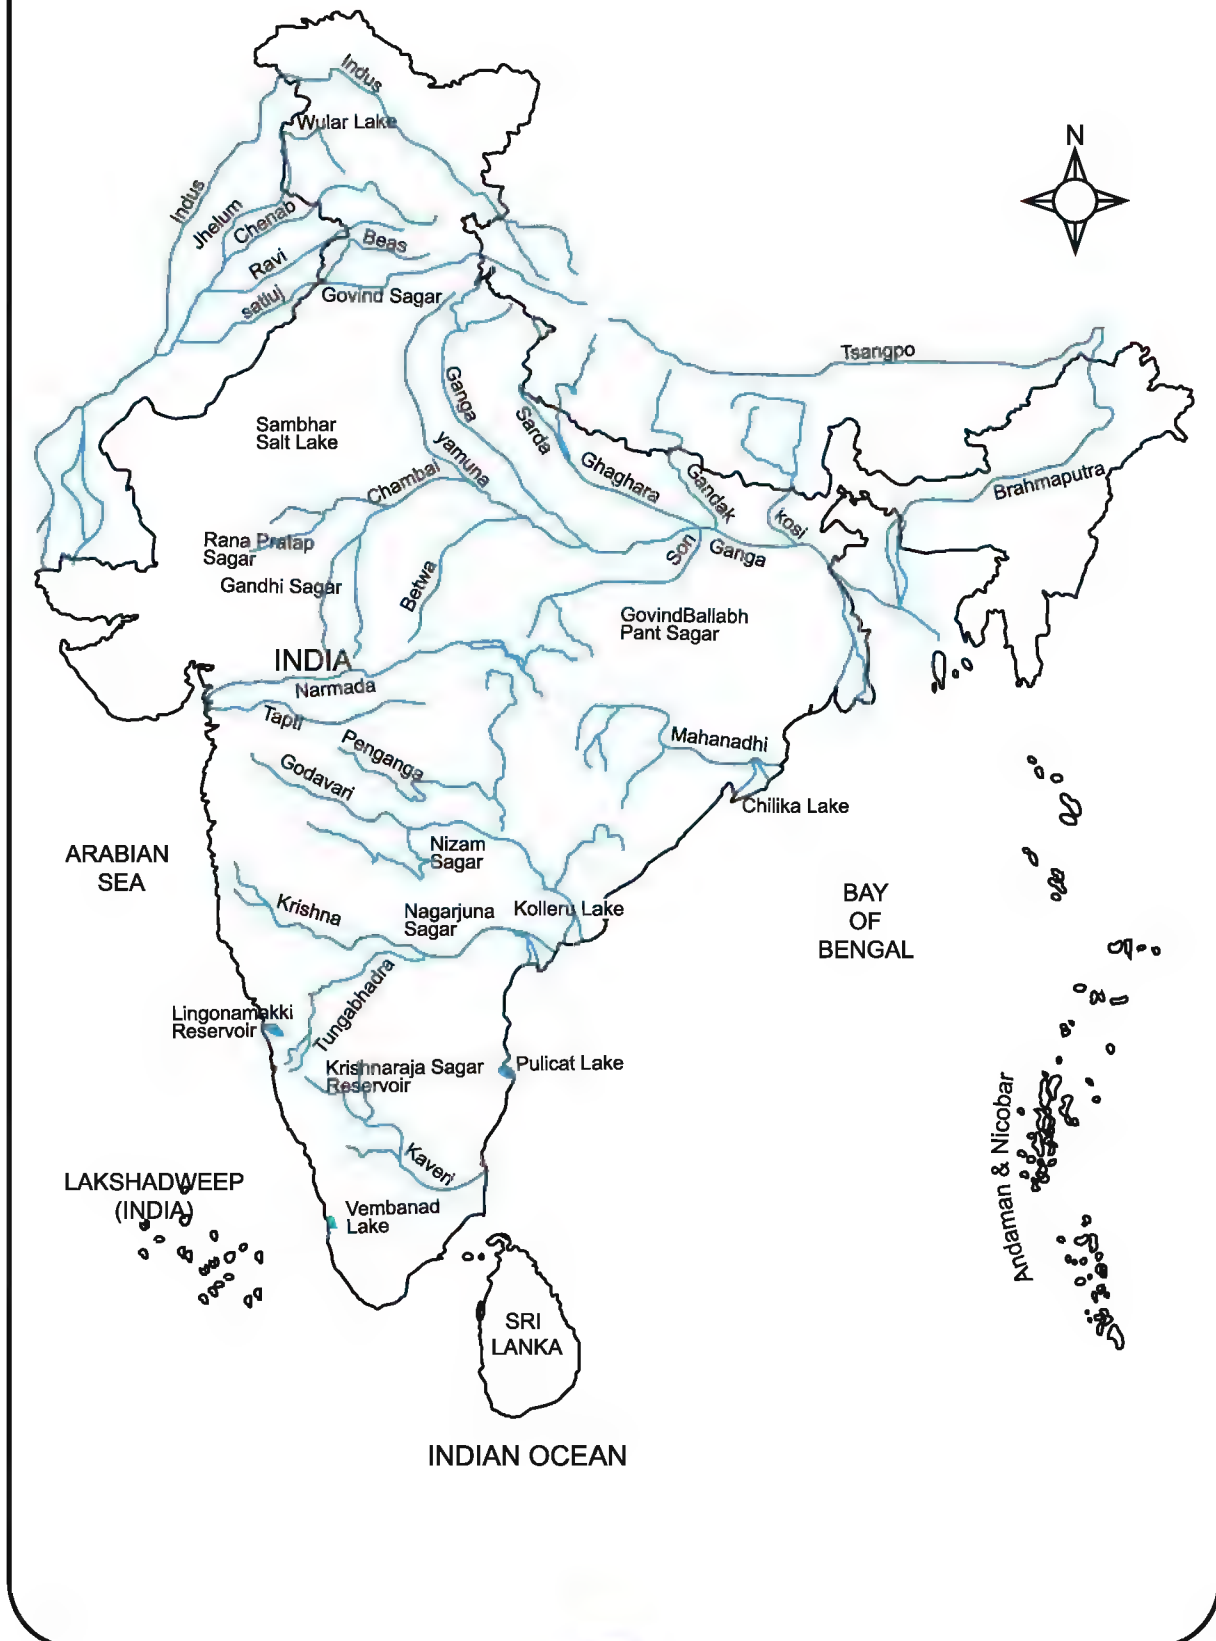 Indus
N
Wular Lake
Indus
Jhelum
Chenab
Beas
Ravi
satluj
Govind Sagar
Tsangpo
Ganga
Sarda
Sambhar
Salt Lake
yamuna
Chambal
Ghaghara
Gandak
Brahmaputra
kosi
Rana Pratap
Sagar
Son
Ganga
Gandhi Sagar
Betwa
GovindBallabh
Pant Sagar
INDIA
Narmada
Tapti
Penganga
Mahanadhi
Godavari
Chilika Lake
Nizam
Sagar
ARABIAN
SEA
BAY
OF
BENGAL
Krishna
Nagarjuna
Sagar
Kolleru Lake
Tungabhadra
Lingonamakki
Reservoir
Krishnaraja Sagar
Reservoir
Pulicat Lake
Andaman & Nicobar
Kaveri
LAKSHADWEEP
(INDIA)
Vembanad
Lake
SRI
LANKA
INDIAN OCEAN